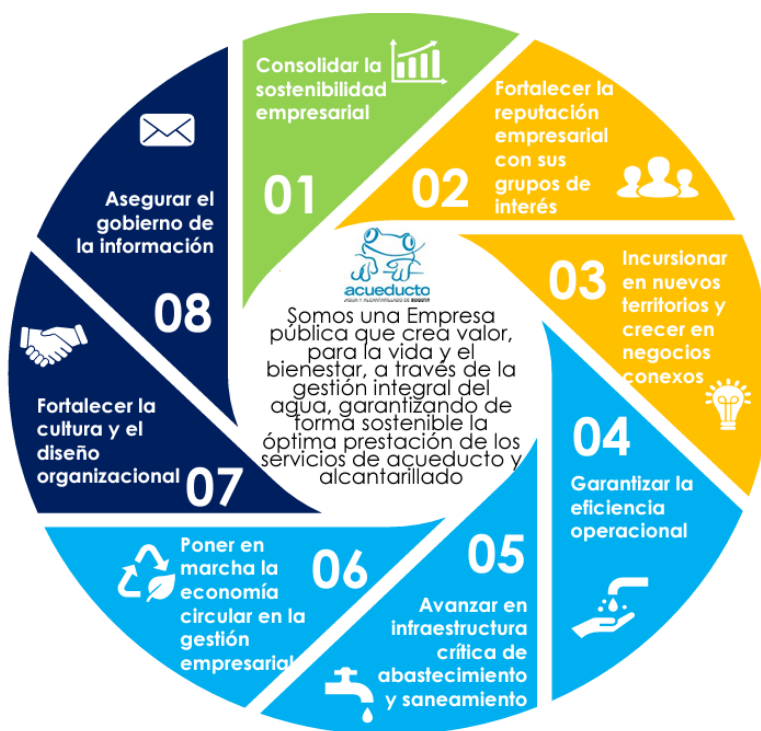 Consolidar la
sostenibilidad
empresarial
01
Fortalecer la
reputación
empresarial
con sus
grupos de
interés
02
Incursionar
en nuevos
territorios y
crecer en
negocios
conexos
03
04
Garantizar la
eficiencia
operacional
05
Avanzar en
infraestructura
crítica de
abastecimiento
y saneamiento
Poner en
marcha la
economía
circular en la
gestión
empresarial
06
Fortalecer la
cultura y el
diseño
organizacional
07
Asegurar el
gobierno de
la información
08
acueducto
AGUA Y ALCANTARILLADO DE BOGOTÁ
Somos una Empresa
pública que crea valor,
para la vida y el
bienestar, a través de la
gestión integral del
agua, garantizando de
forma sostenible la
óptima prestación de los
servicios de acueducto y
alcantarillado